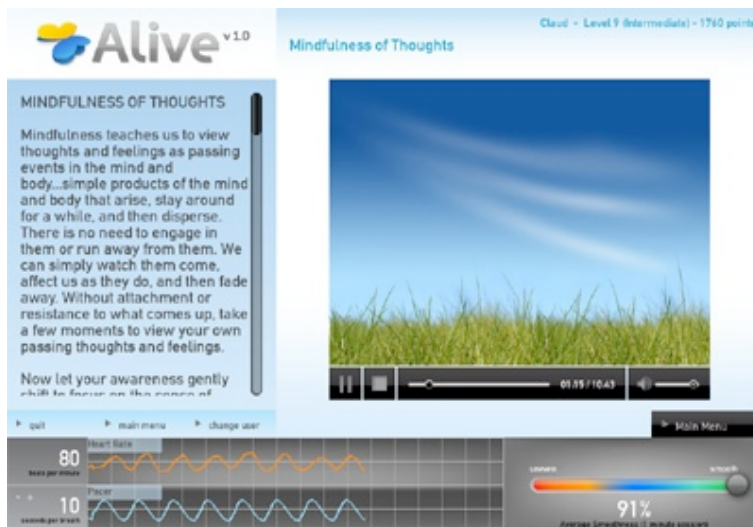 Alive v 1.0
Claud - Level 9 (Intermediate) - 1760 points
Mindfulness of Thoughts
MINDFULNESS OF THOUGHTS
Mindfulness teaches us to view
thoughts and feelings as passing
events in the mind and
body...simple products of the mind
and body that arise, stay around
for a while, and then disperse.
There is no need to engage in
them or run away from them. We
can simply watch them come,
affect us as they do, and then fade
away. Without attachment or
resistance to what comes up, take
a few moments to view your own
passing thoughts and feelings.
Now let your awareness gently
shift to focus on the sense of
01:15 / 10:43
quit
main menu
change user
Main Menu
Heart Rate
80
beats per minute
Pacer
10
seconds per breath
uneven
smooth
91%
Average Smoothness